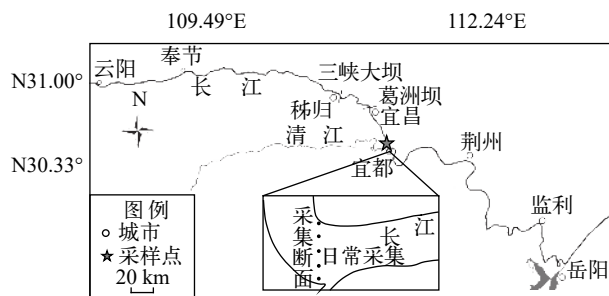 109.49°E 112.24°E
奉节
云阳
N31.00°
长 江
三峡大坝
葛洲坝
N
秭归
宜昌
清 江
荆州
N30.33°
宜都
图 例
城市
采样点
20 km
采集断面
日常采集
长 江
监利
岳阳